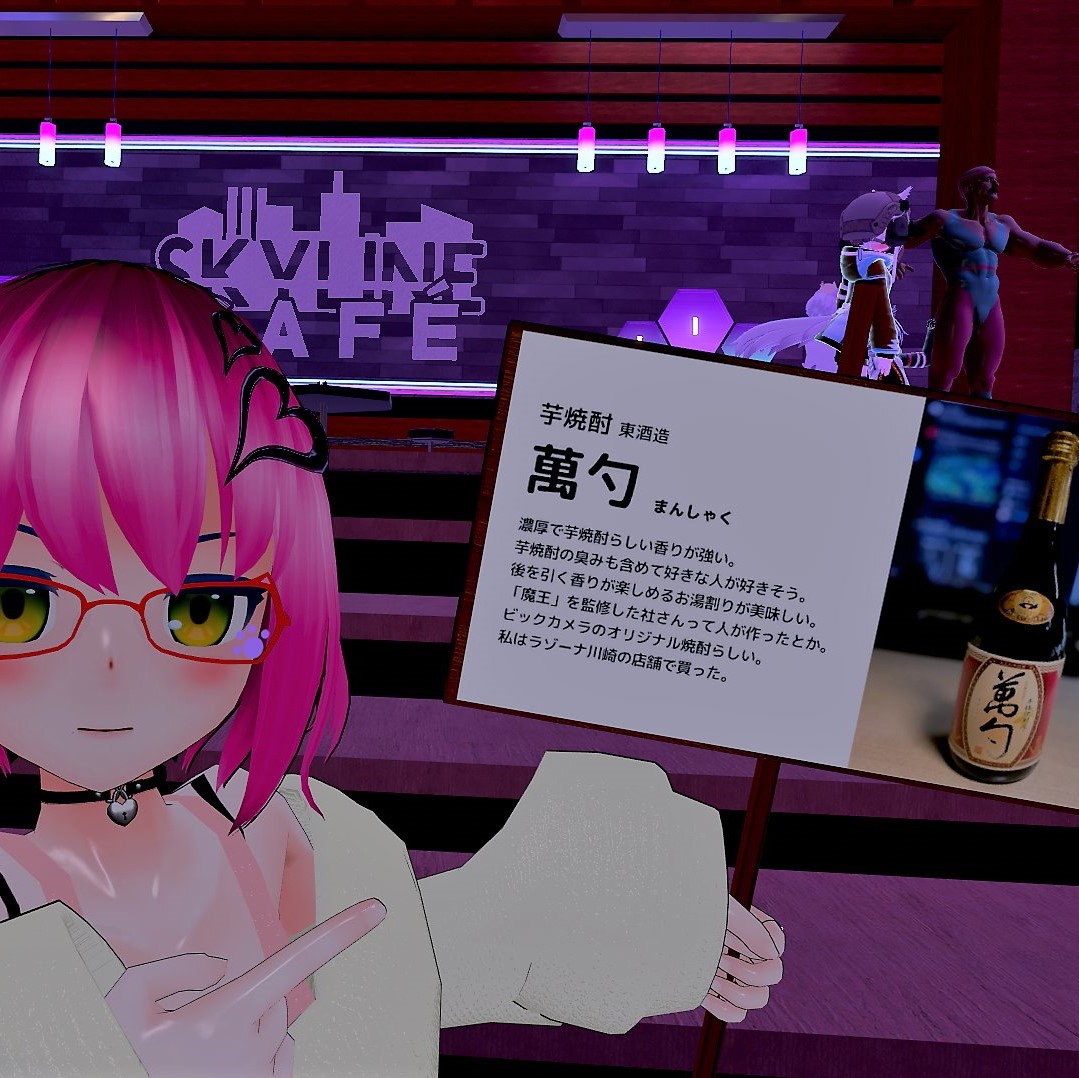 SKYLINE
CAFÉ
芋焼酎 東酒造
萬勺 まんしゃく
濃厚で芋焼酎らしい香りが強い。
芋焼酎の臭みも含めて好きな人が好きそう。
後を引く香りが楽しめるお湯割りが美味しい。
「魔王」を監修した社さんって人が作ったとか。
ビックカメラのオリジナル焼酎らしい。
私はラゾーナ川崎の店舗で買った。
萬勺